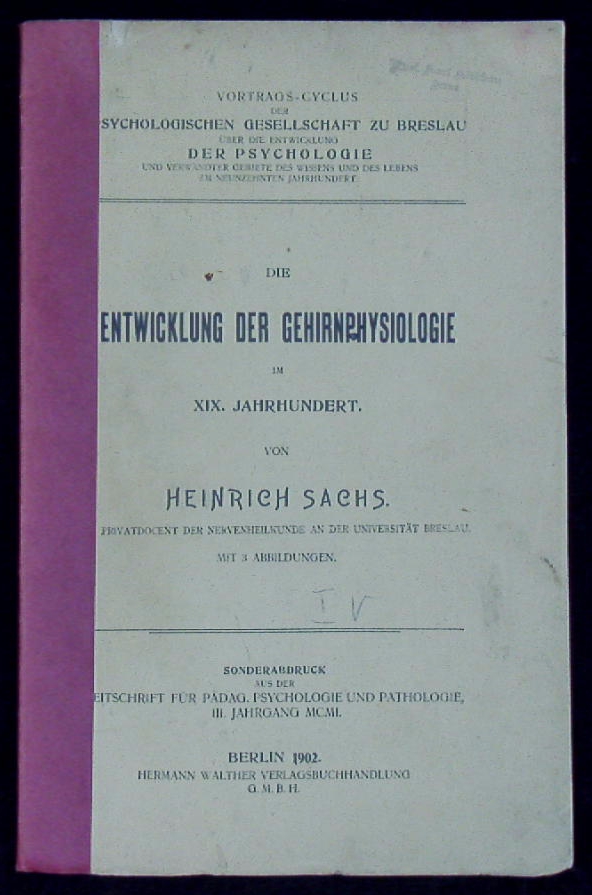 VORTRAGS-CYCLUS
DER
SYCHOLOGISCHEN GESELLSCHAFT ZU BRESLAU
ÜBER DIE ENTWICKLUNG
DER PSYCHOLOGIE
UND VERWANDTER GEBIETE DES WISSENS UND DES LEBENS
IM NEUNZEHNTEN JAHRHUNDERT.
DIE
ENTWICKLUNG DER GEHIRNPHYSIOLOGIE
IM
XIX. JAHRHUNDERT.
VON
HEINRICH SACHS.
PRIVATDOCENT DER NERVENHEILKUNDE AN DER UNIVERSITÄT BRESLAU.
MIT 3 ABBILDUNGEN.
I V
SONDERABDRUCK
AUS DER
EITSCHRIFT FÜR PÄDAG. PSYCHOLOGIE UND PATHOLOGIE,
III. JAHRGANG MCMI.
BERLIN 1902.
HERMANN WALTHER VERLAGSBUCHHANDLUNG
G. M. B. H.